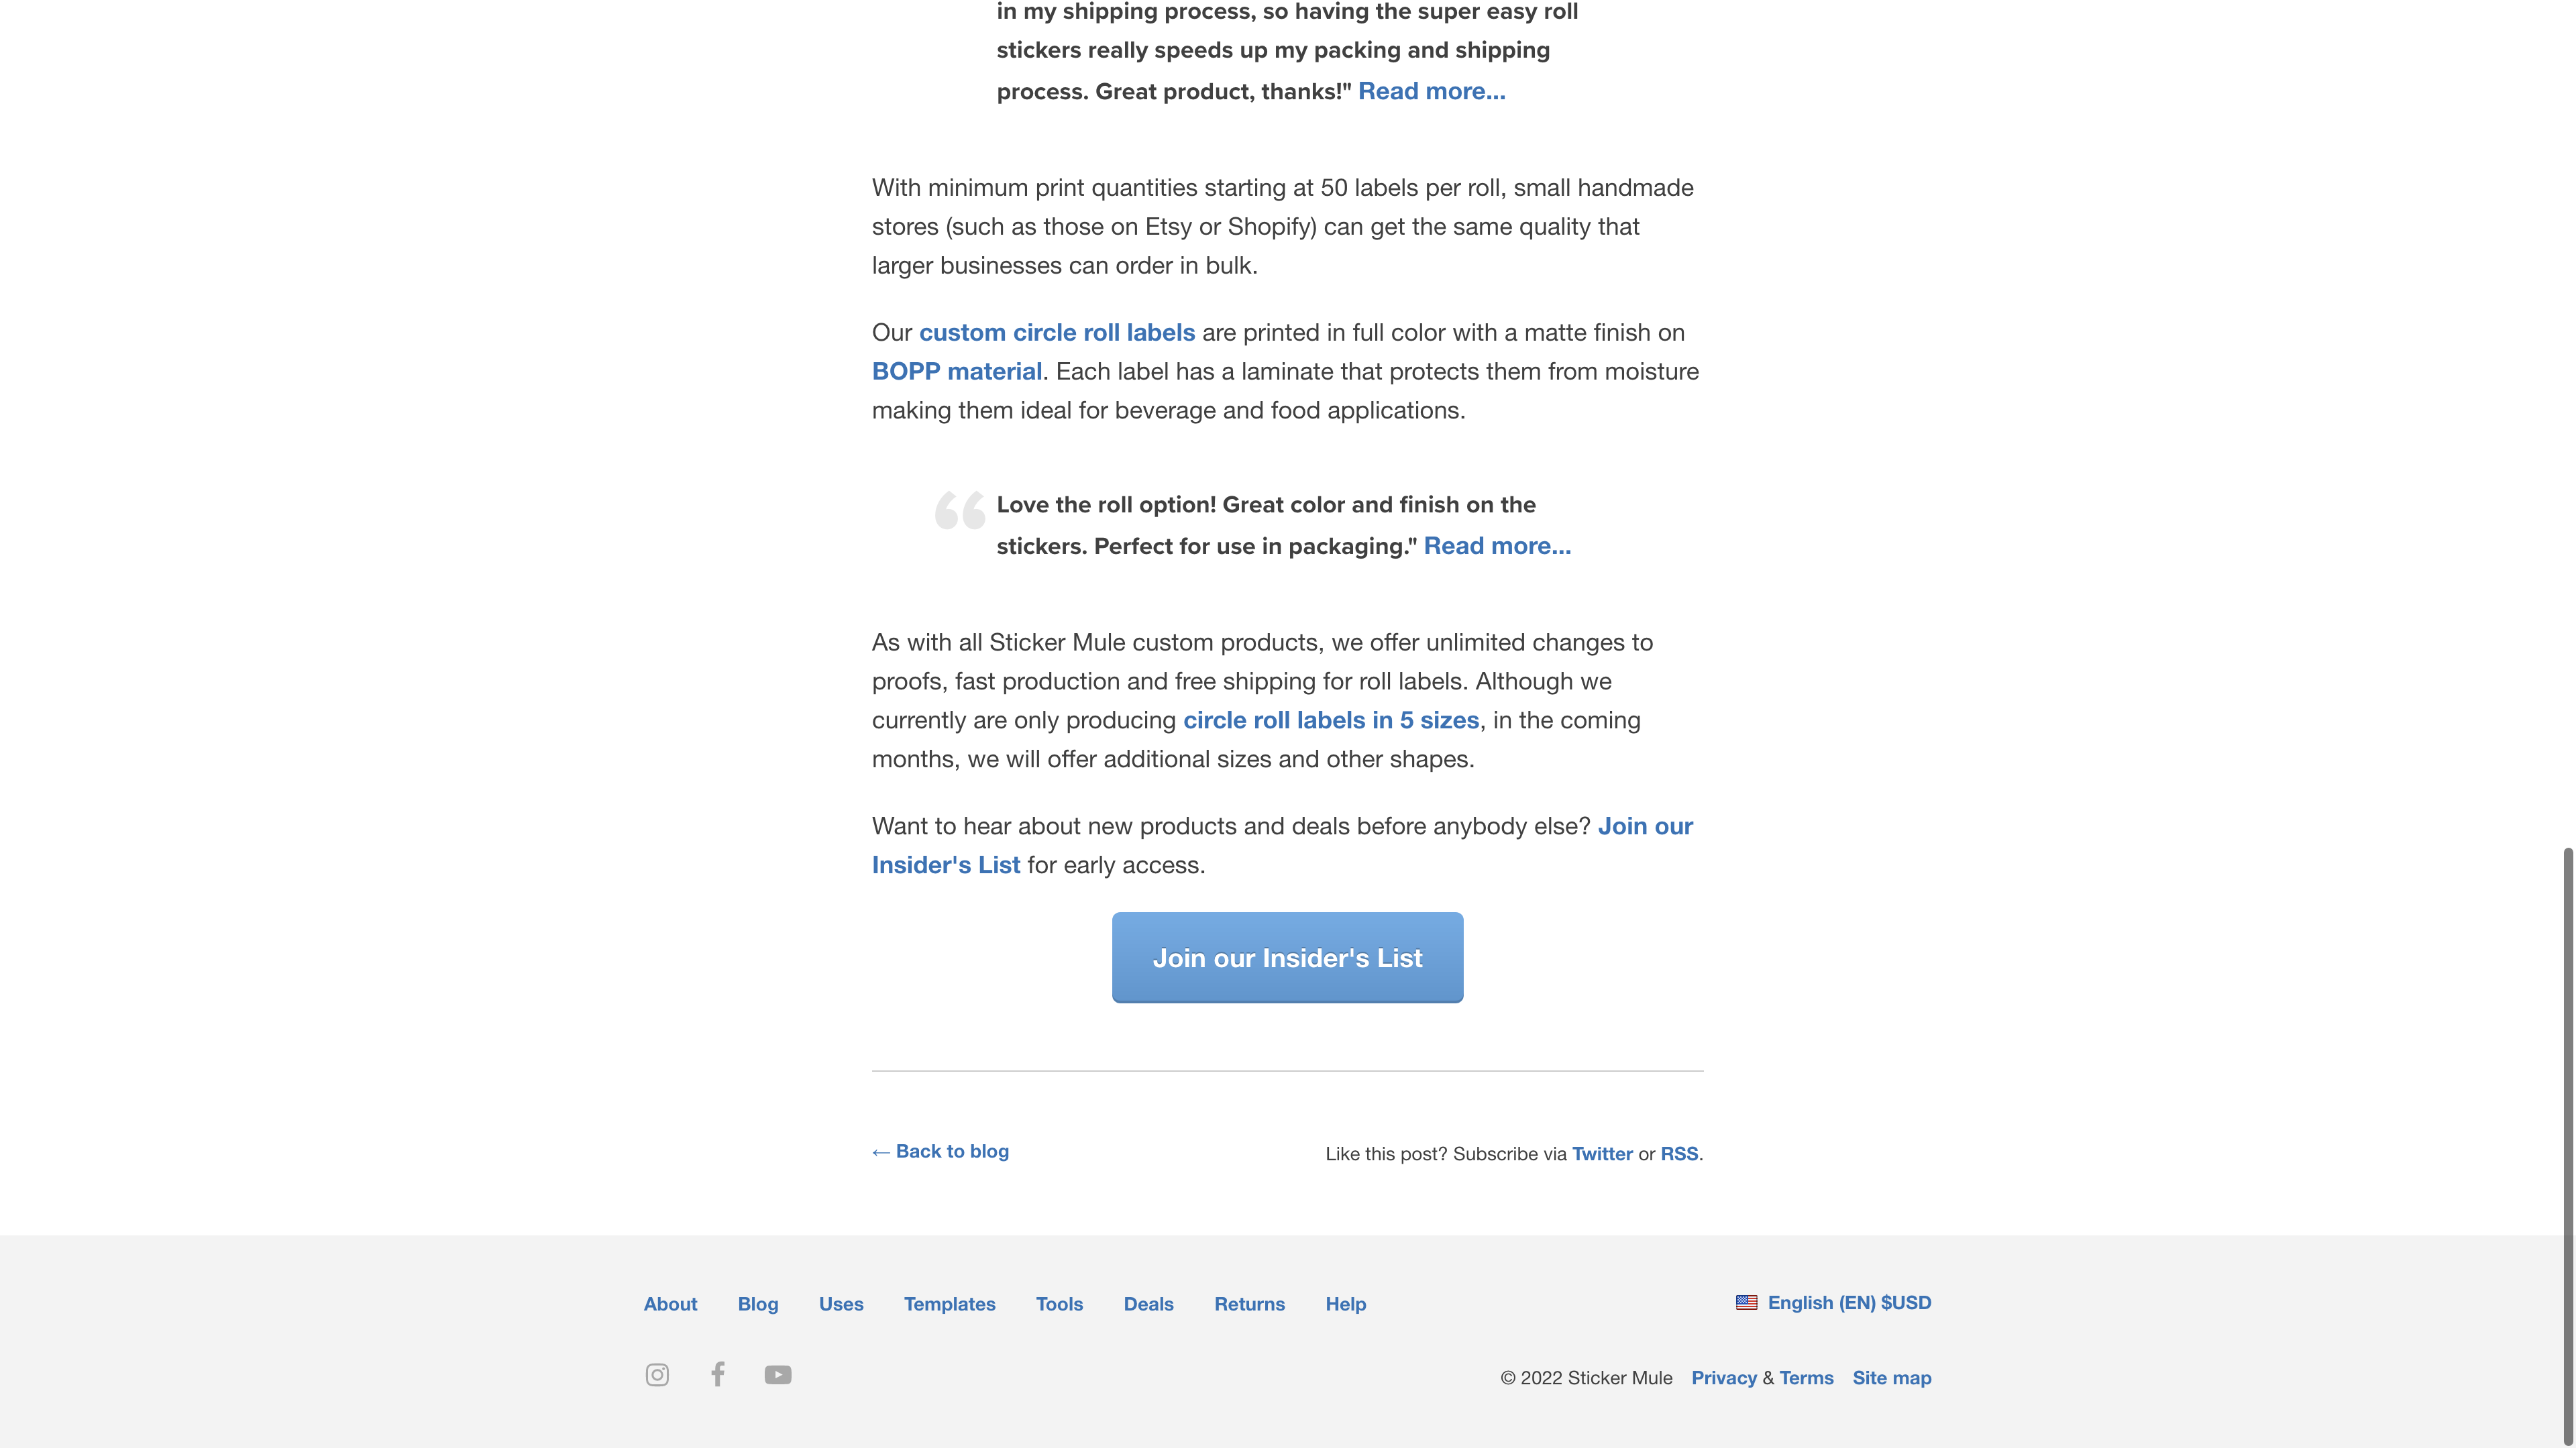 in my shipping process, so having the super easy roll
stickers really speeds up my packing and shipping
process. Great product, thanks!" Read more...
With minimum print quantities starting at 50 labels per roll, small handmade
stores (such as those on Etsy or Shopify) can get the same quality that
larger businesses can order in bulk.
Our custom circle roll labels are printed in full color with a matte finish on
BOPP material. Each label has a laminate that protects them from moisture
making them ideal for beverage and food applications.
“ Love the roll option! Great color and finish on the
stickers. Perfect for use in packaging." Read more...
As with all Sticker Mule custom products, we offer unlimited changes to
proofs, fast production and free shipping for roll labels. Although we
currently are only producing circle roll labels in 5 sizes, in the coming
months, we will offer additional sizes and other shapes.
Want to hear about new products and deals before anybody else? Join our
Insider's List for early access.
Join our Insider's List
← Back to blog
Like this post? Subscribe via Twitter or RSS.
About Blog Uses Templates Tools Deals Returns Help
English (EN) $USD
© 2022 Sticker Mule Privacy & Terms Site map